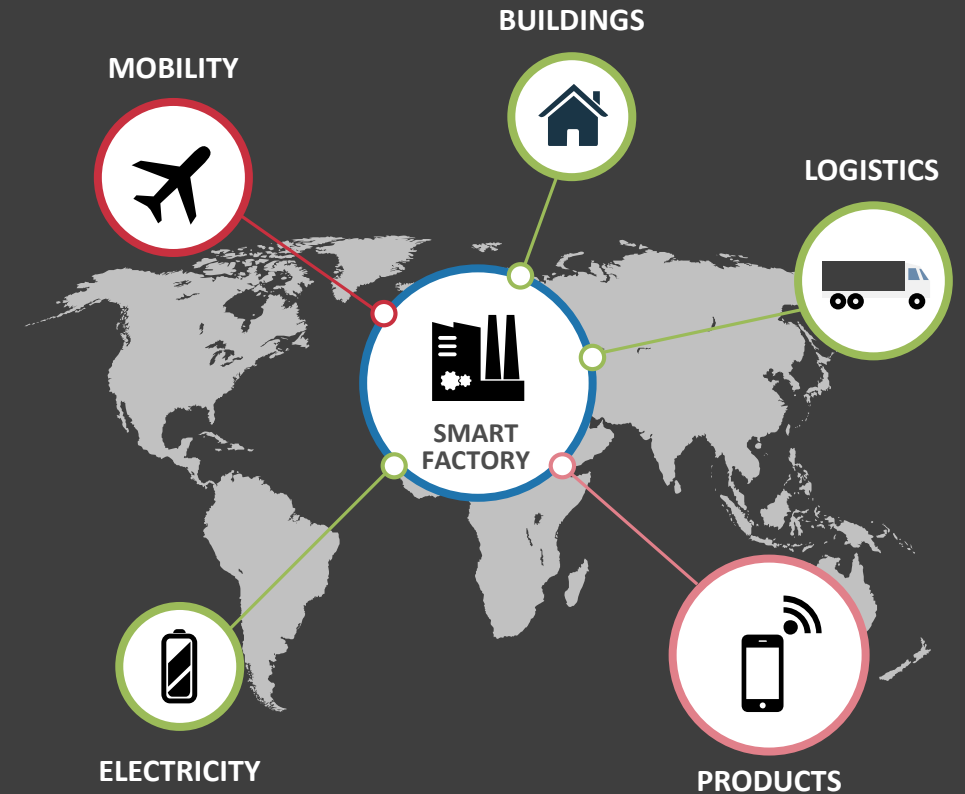 BUILDINGS
MOBILITY
LOGISTICS
SMART
FACTORY
ELECTRICITY
PRODUCTS